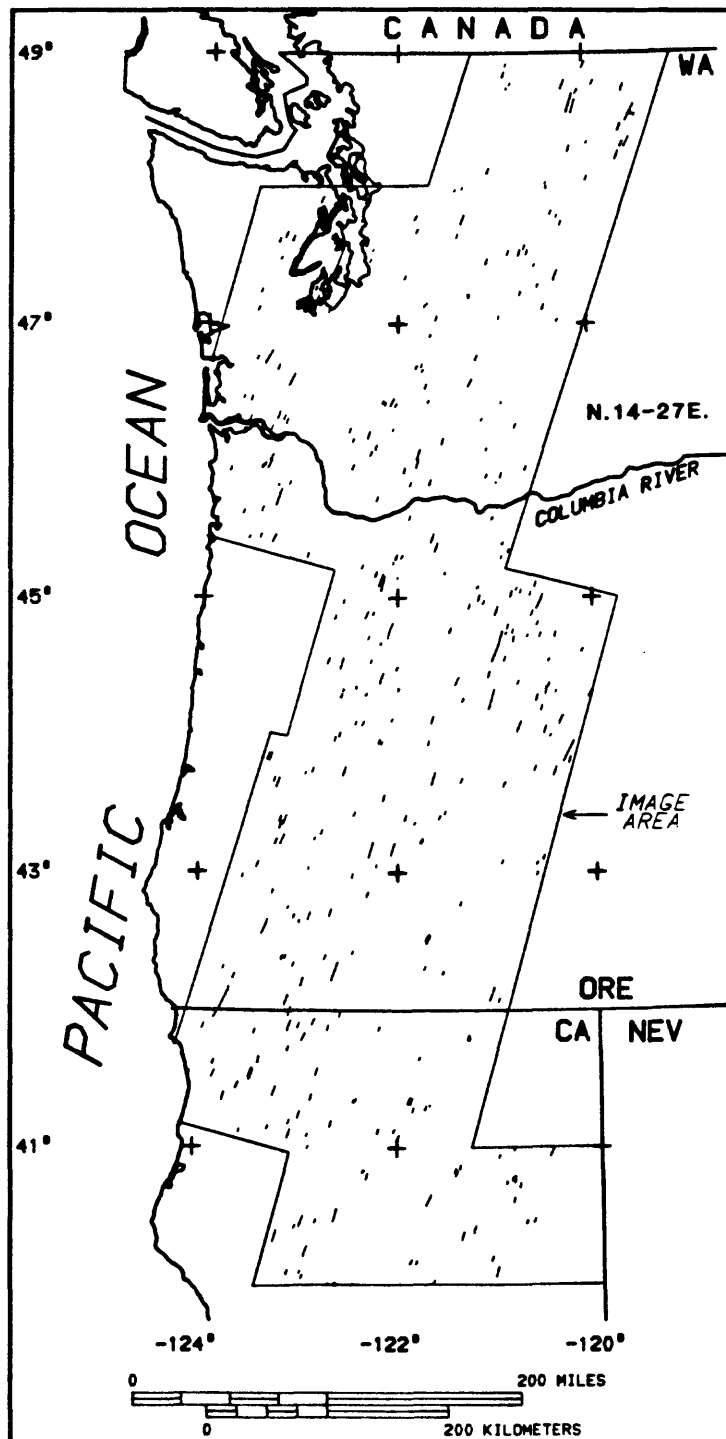 CANADA
49°
WA
47°
OCEAN
N.14-27E.
COLUMBIA RIVER
45°
IMAGE
AREA
PACIFIC
43°
ORE
CA NEV
41°
-124° -122° -120°
0 200 MILES
0 200 KILOMETERS